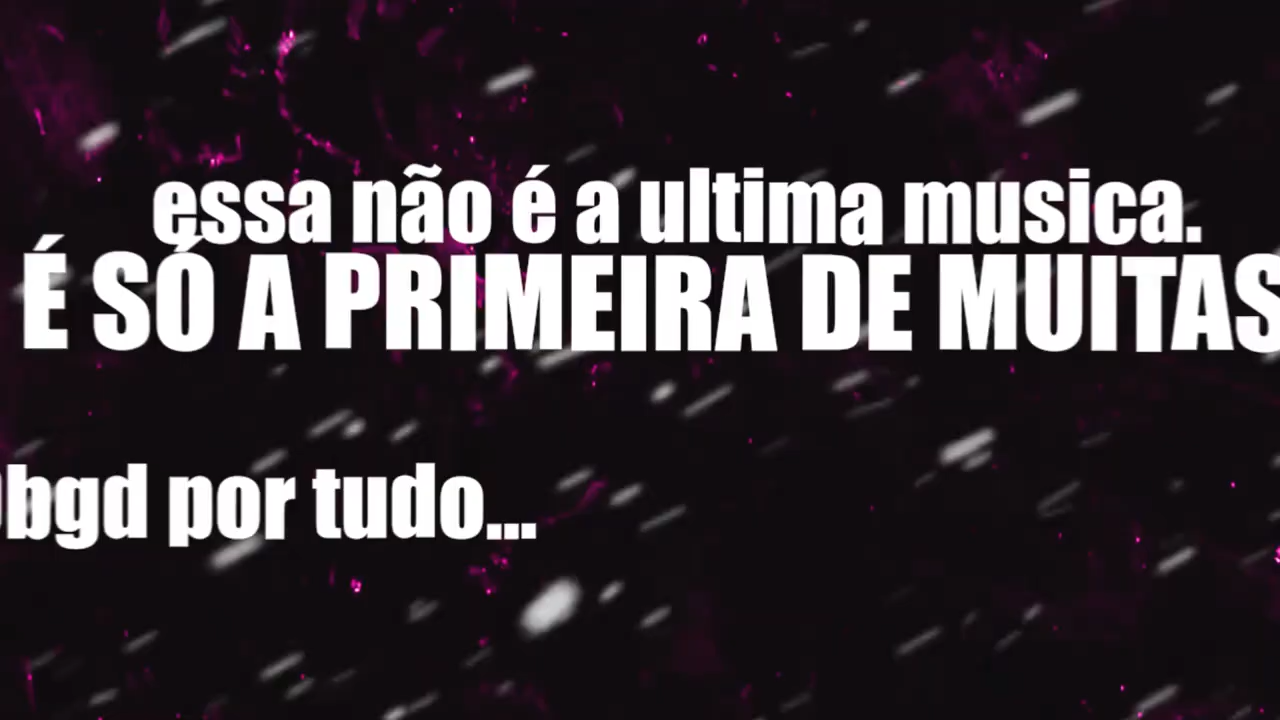 essa não é a ultima musica.
É SÓ A PRIMEIRA DE MUITAS
Obgd por tudo...